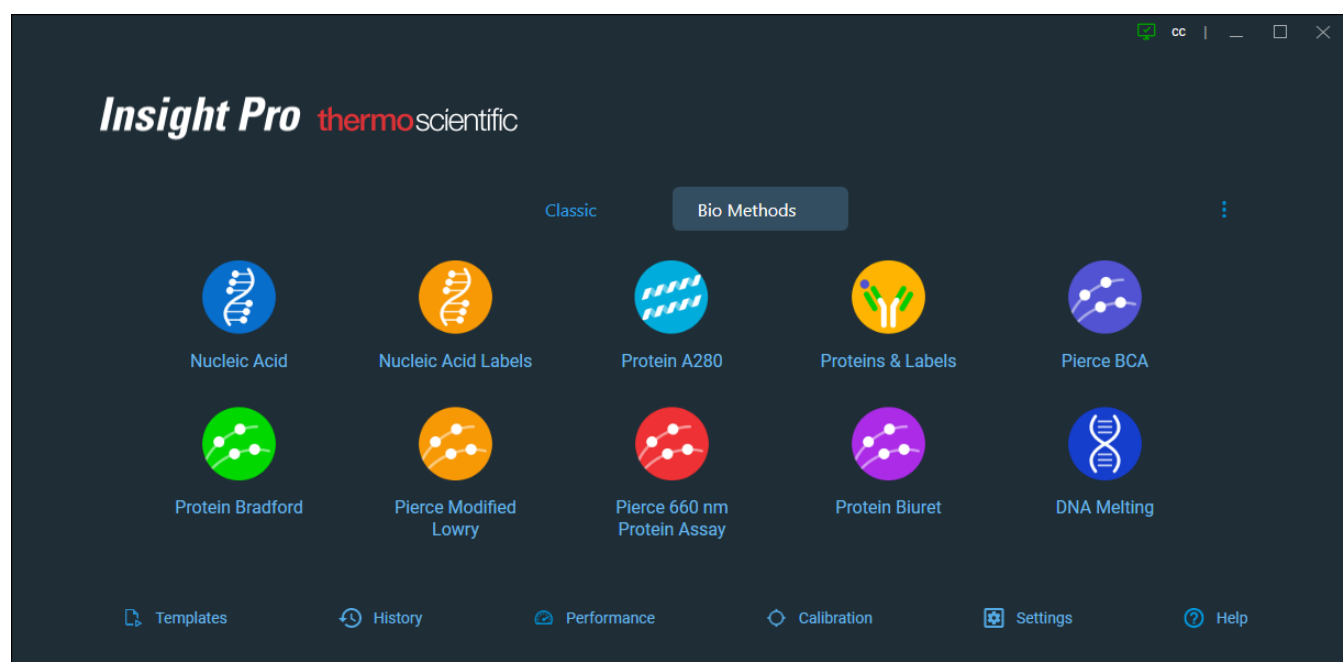 cc |
Insight Pro thermoscientific
Classic Bio Methods
Nucleic Acid Nucleic Acid Labels Protein A280 Proteins & Labels Pierce BCA
Protein Bradford Pierce Modified Lowry Pierce 660 nm Protein Assay Protein Biuret DNA Melting
Templates History Performance Calibration Settings Help